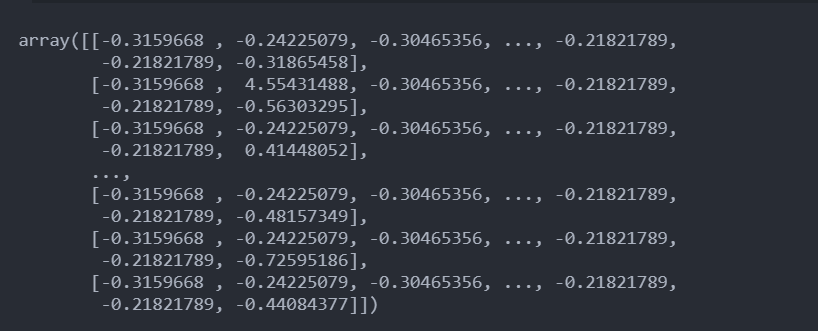 array([[-0.3159668 , -0.24225079, -0.30465356, ..., -0.21821789,
        -0.21821789, -0.31865458],
       [-0.3159668 ,  4.55431488, -0.30465356, ..., -0.21821789,
        -0.21821789, -0.56303295],
       [-0.3159668 , -0.24225079, -0.30465356, ..., -0.21821789,
        -0.21821789,  0.41448052],
       ...,
       [-0.3159668 , -0.24225079, -0.30465356, ..., -0.21821789,
        -0.21821789, -0.48157349],
       [-0.3159668 , -0.24225079, -0.30465356, ..., -0.21821789,
        -0.21821789, -0.72595186],
       [-0.3159668 , -0.24225079, -0.30465356, ..., -0.21821789,
        -0.21821789, -0.44084377]])